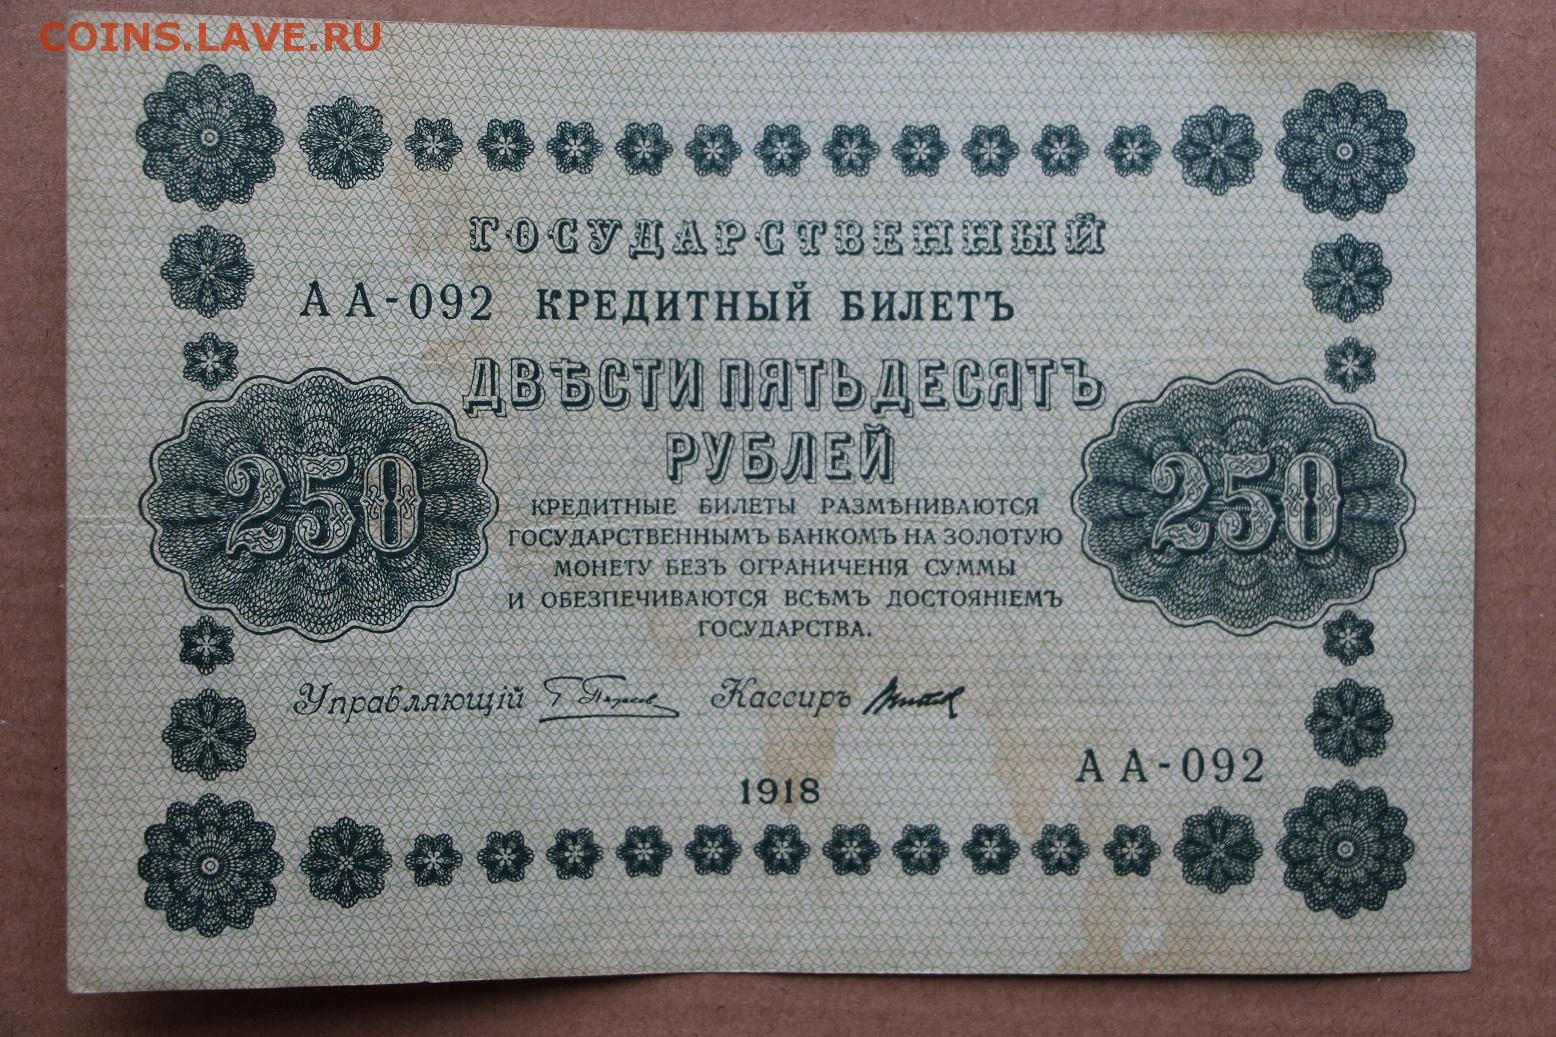 COINS.LAVE.RU
ГОСУДАРСТВЕННЫЙ
АА-092 КРЕДИТНЫЙ БИЛЕТЪ
ДВѢСТИ ПЯТЬДЕСЯТЪ
РУБЛЕЙ
250
250
КРЕДИТНЫЕ БИЛЕТЫ РАЗМѢНИВАЮТСЯ
ГОСУДАРСТВЕННЫМЪ БАНКОМЪ НА ЗОЛОТУЮ
МОНЕТУ БЕЗЪ ОГРАНИЧЕНІЯ СУММЫ
И ОБЕЗПЕЧИВАЮТСЯ ВСѢМЪ ДОСТОЯНІЕМЪ
ГОСУДАРСТВА.
Управляющій Кассиръ
АА-092
1918